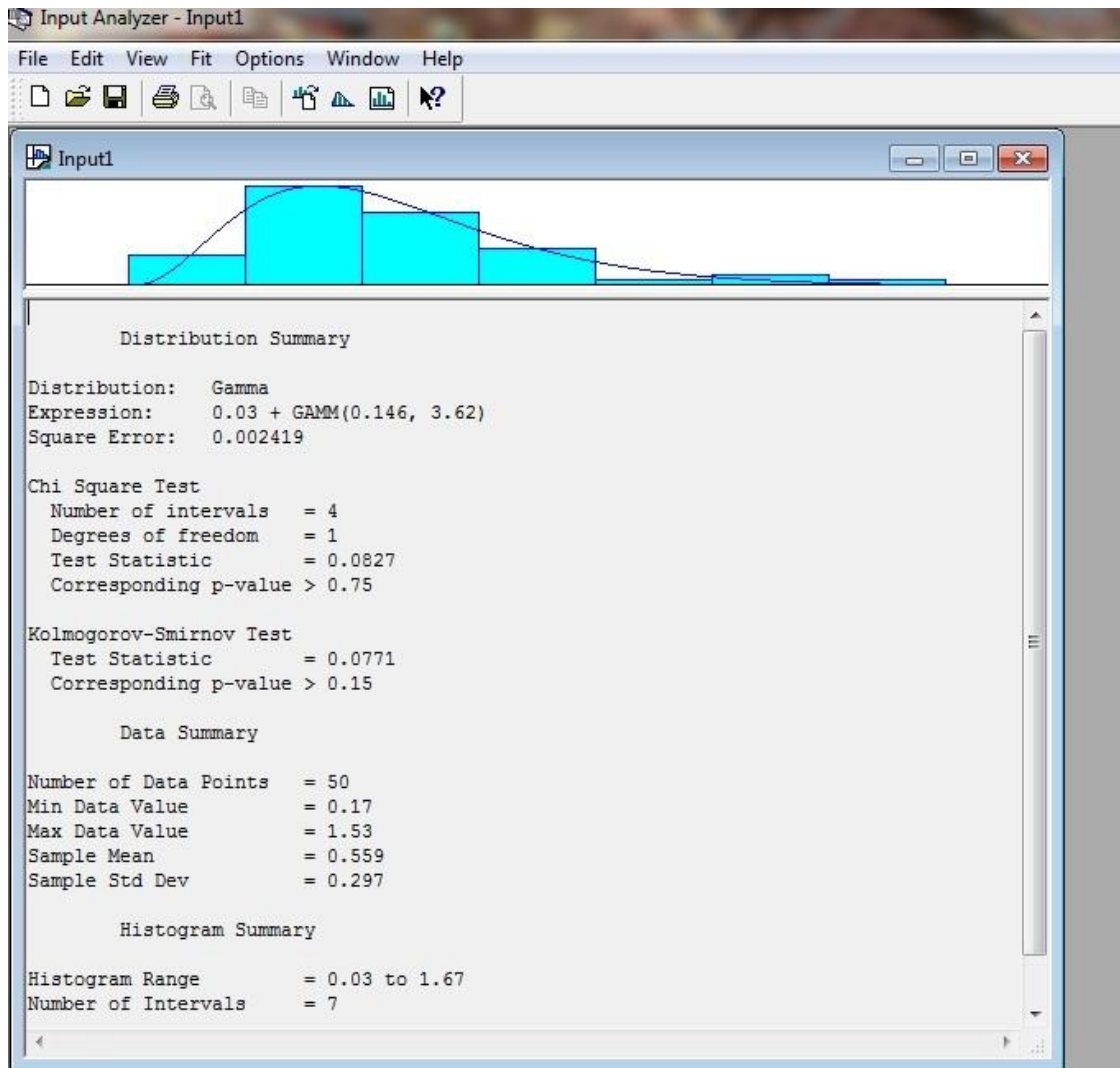 Input Analyzer - Input1
File Edit View Fit Options Window Help
Input1
Distribution Summary
Distribution: Gamma
Expression: 0.03 + GAMM(0.146, 3.62)
Square Error: 0.002419
Chi Square Test
Number of intervals = 4
Degrees of freedom = 1
Test Statistic = 0.0827
Corresponding p-value > 0.75
Kolmogorov-Smirnov Test
Test Statistic = 0.0771
Corresponding p-value > 0.15
Data Summary
Number of Data Points = 50
Min Data Value = 0.17
Max Data Value = 1.53
Sample Mean = 0.559
Sample Std Dev = 0.297
Histogram Summary
Histogram Range = 0.03 to 1.67
Number of Intervals = 7